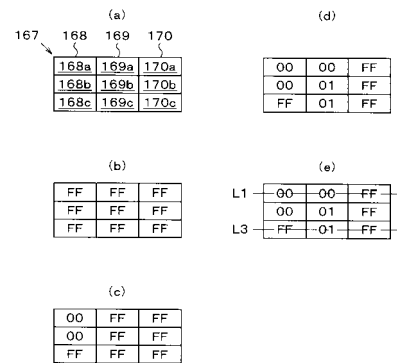 (a)
167 168 169 170
168a 169a 170a
168b 169b 170b
168c 169c 170c
(b)
FF FF FF
FF FF FF
FF FF FF
(c)
00 FF FF
00 FF FF
FF FF FF
(d)
00 00 FF
00 01 FF
FF 01 FF
(e)
L1 00 00 FF
00 01 FF
L3 FF 01 FF